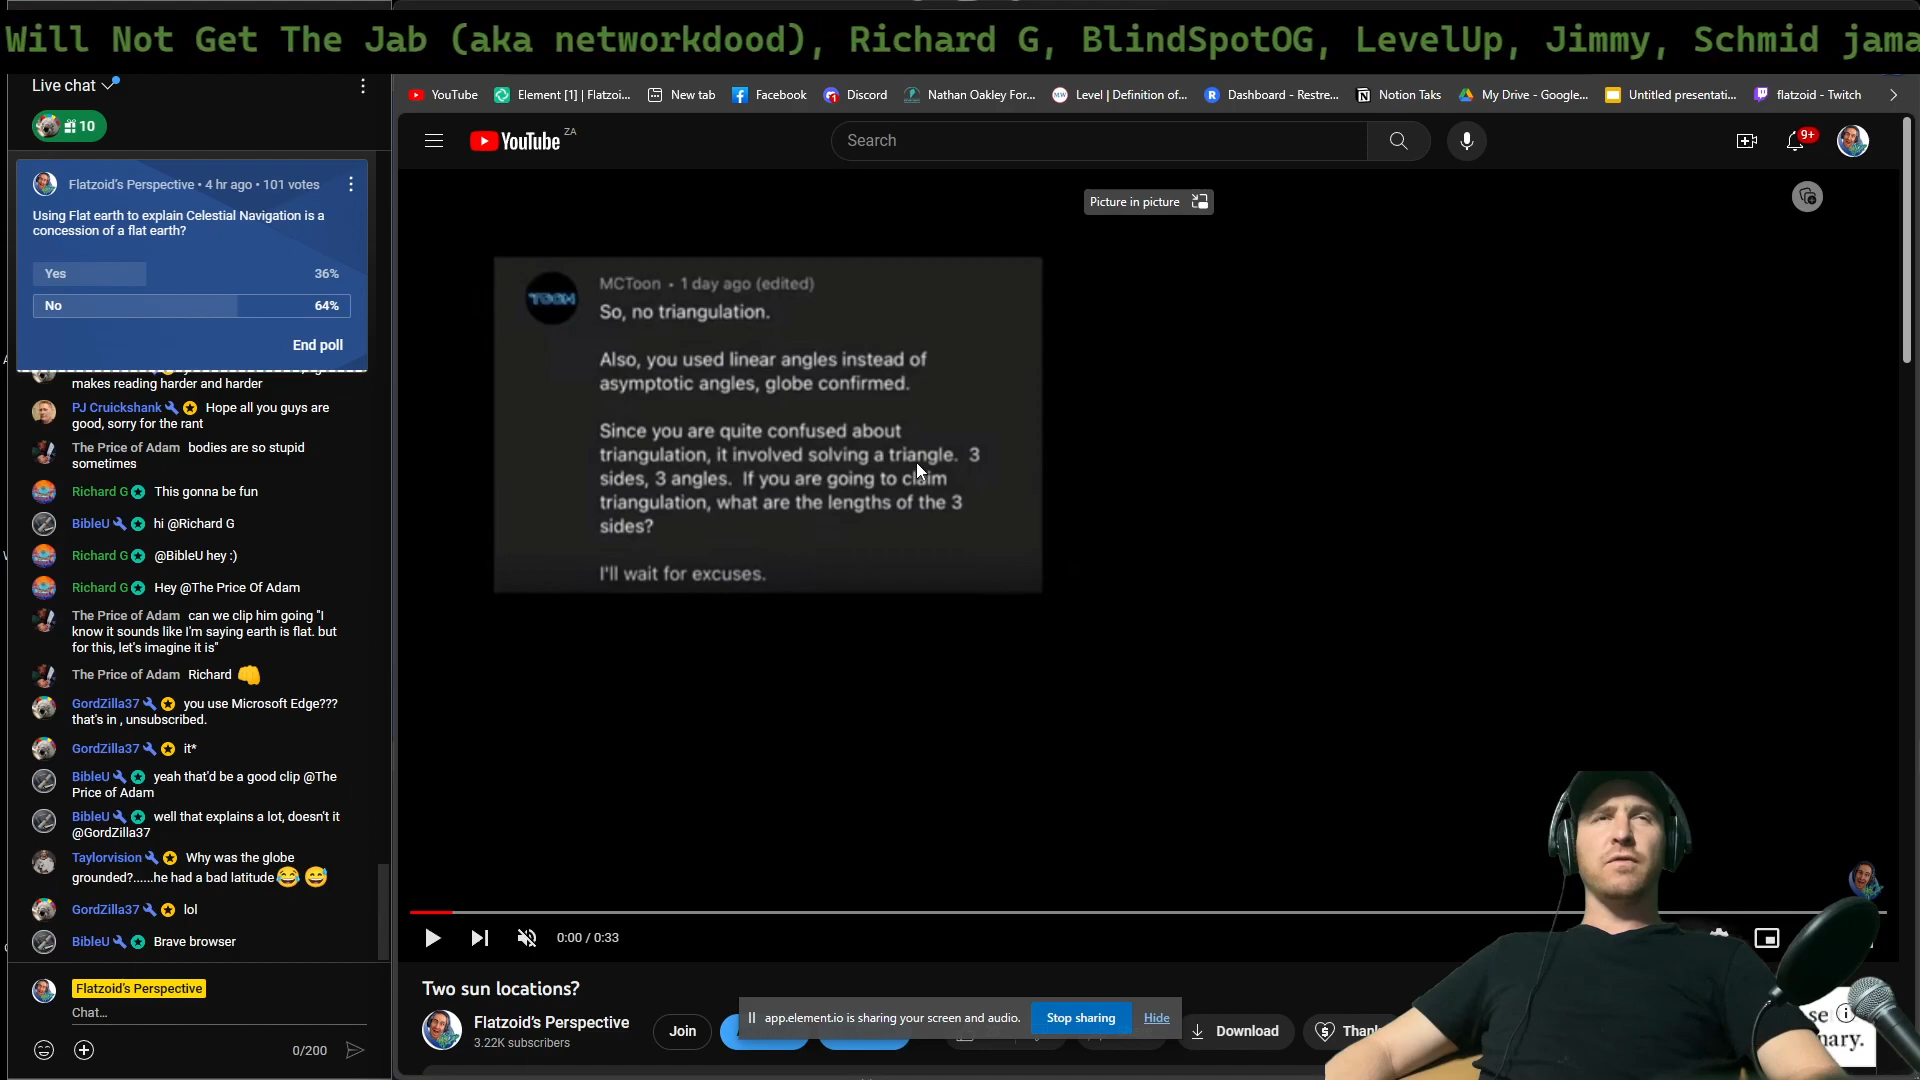 Will Not Get The Jab (aka networkdood), Richard G, BlindSpotOG, LevelUp, Jimmy, Schmid jama
Live chat
10
Flatzoid's Perspective • 4 hr ago • 101 votes
Using Flat earth to explain Celestial Navigation is a
concession of a flat earth?
Yes 36%
No 64%
End poll
makes reading harder and harder
PJ Cruickshank Hope all you guys are
good, sorry for the rant
The Price of Adam bodies are so stupid
sometimes
Richard G This gonna be fun
BibleU hi @Richard G
Richard G @BibleU hey :)
Richard G Hey @The Price Of Adam
The Price of Adam can we clip him going "I
know it sounds like I'm saying earth is flat. but
for this, let's imagine it is"
The Price of Adam Richard 👊
GordZilla37 you use Microsoft Edge???
that's in , unsubscribed.
GordZilla37 it*
BibleU yeah that'd be a good clip @The
Price of Adam
BibleU well that explains a lot, doesn't it
@GordZilla37
Taylorvision Why was the globe
grounded?......he had a bad latitude😂 😅
GordZilla37 lol
BibleU Brave browser
Flatzoid's Perspective
Chat...
0/200
YouTube
Element [1] | Flatzoi...
New tab
Facebook
Discord
Nathan Oakley For...
Level | Definition of...
Dashboard - Restre...
Notion Taks
My Drive - Google...
Untitled presentati...
flatzoid - Twitch
YouTube ZA
Search
9+
Picture in picture
TOON
MCToon • 1 day ago (edited)
So, no triangulation.
Also, you used linear angles instead of
asymptotic angles, globe confirmed.
Since you are quite confused about
triangulation, it involved solving a triangle. 3
sides, 3 angles. If you are going to claim
triangulation, what are the lengths of the 3
sides?
I'll wait for excuses.
0:00 / 0:33
Two sun locations?
Flatzoid's Perspective
3.22K subscribers
Join
app.element.io is sharing your screen and audio.
Stop sharing
Hide
Download